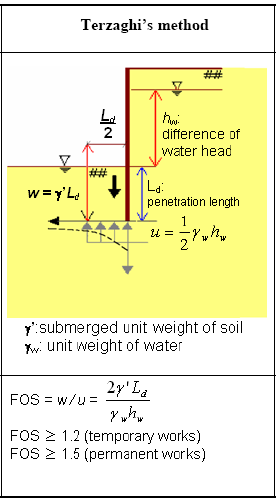 Terzaghi's method
##
L_d
2
h_w:
difference of
water head
w = γ'L_d
##
L_d:
penetration length
u = 1/2 γ_w h_w
γ':submerged unit weight of soil
γ_w: unit weight of water
FOS = w/u = 2γ'L_d / γ_w h_w
FOS ≥ 1.2 (temporary works)
FOS ≥ 1.5 (permanent works)